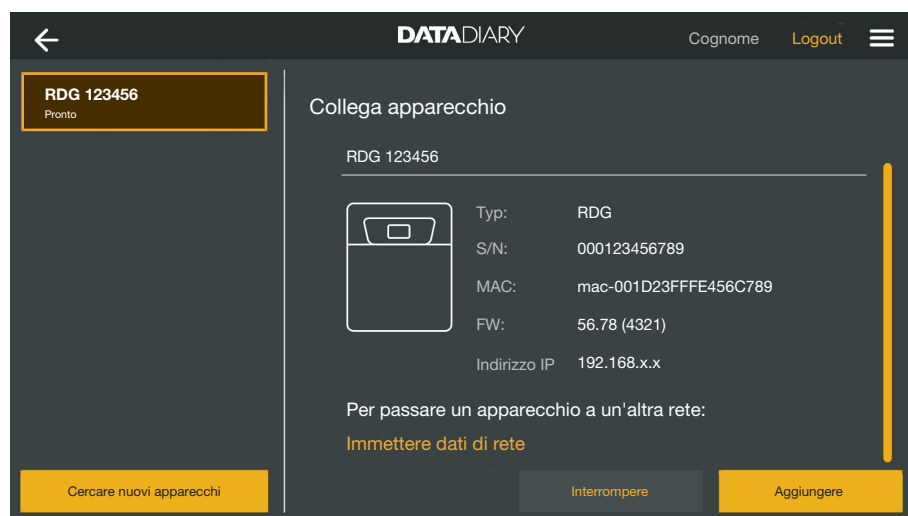 DATADIARY
Cognome
Logout
RDG 123456
Pronto
Collega apparecchio
RDG 123456
Typ: RDG
S/N: 000123456789
MAC: mac-001D23FFFE456C789
FW: 56.78 (4321)
Indirizzo IP 192.168.x.x
Per passare un apparecchio a un'altra rete:
Immettere dati di rete
Cercare nuovi apparecchi
Interrompere
Aggiungere